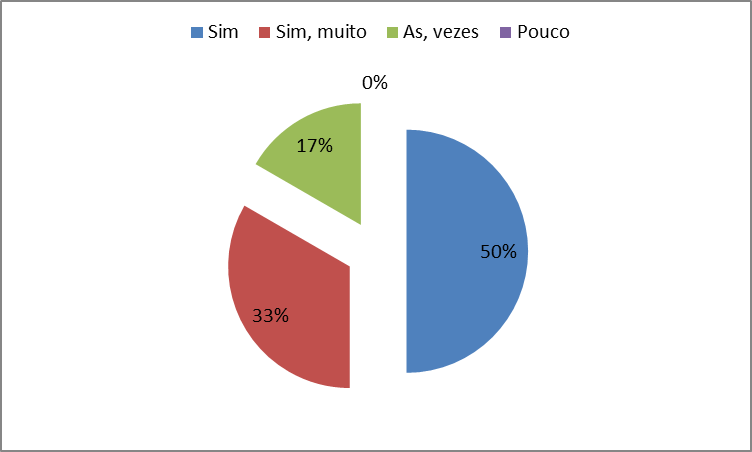 Sim Sim, muito As, vezes Pouco
0%
17%
50%
33%